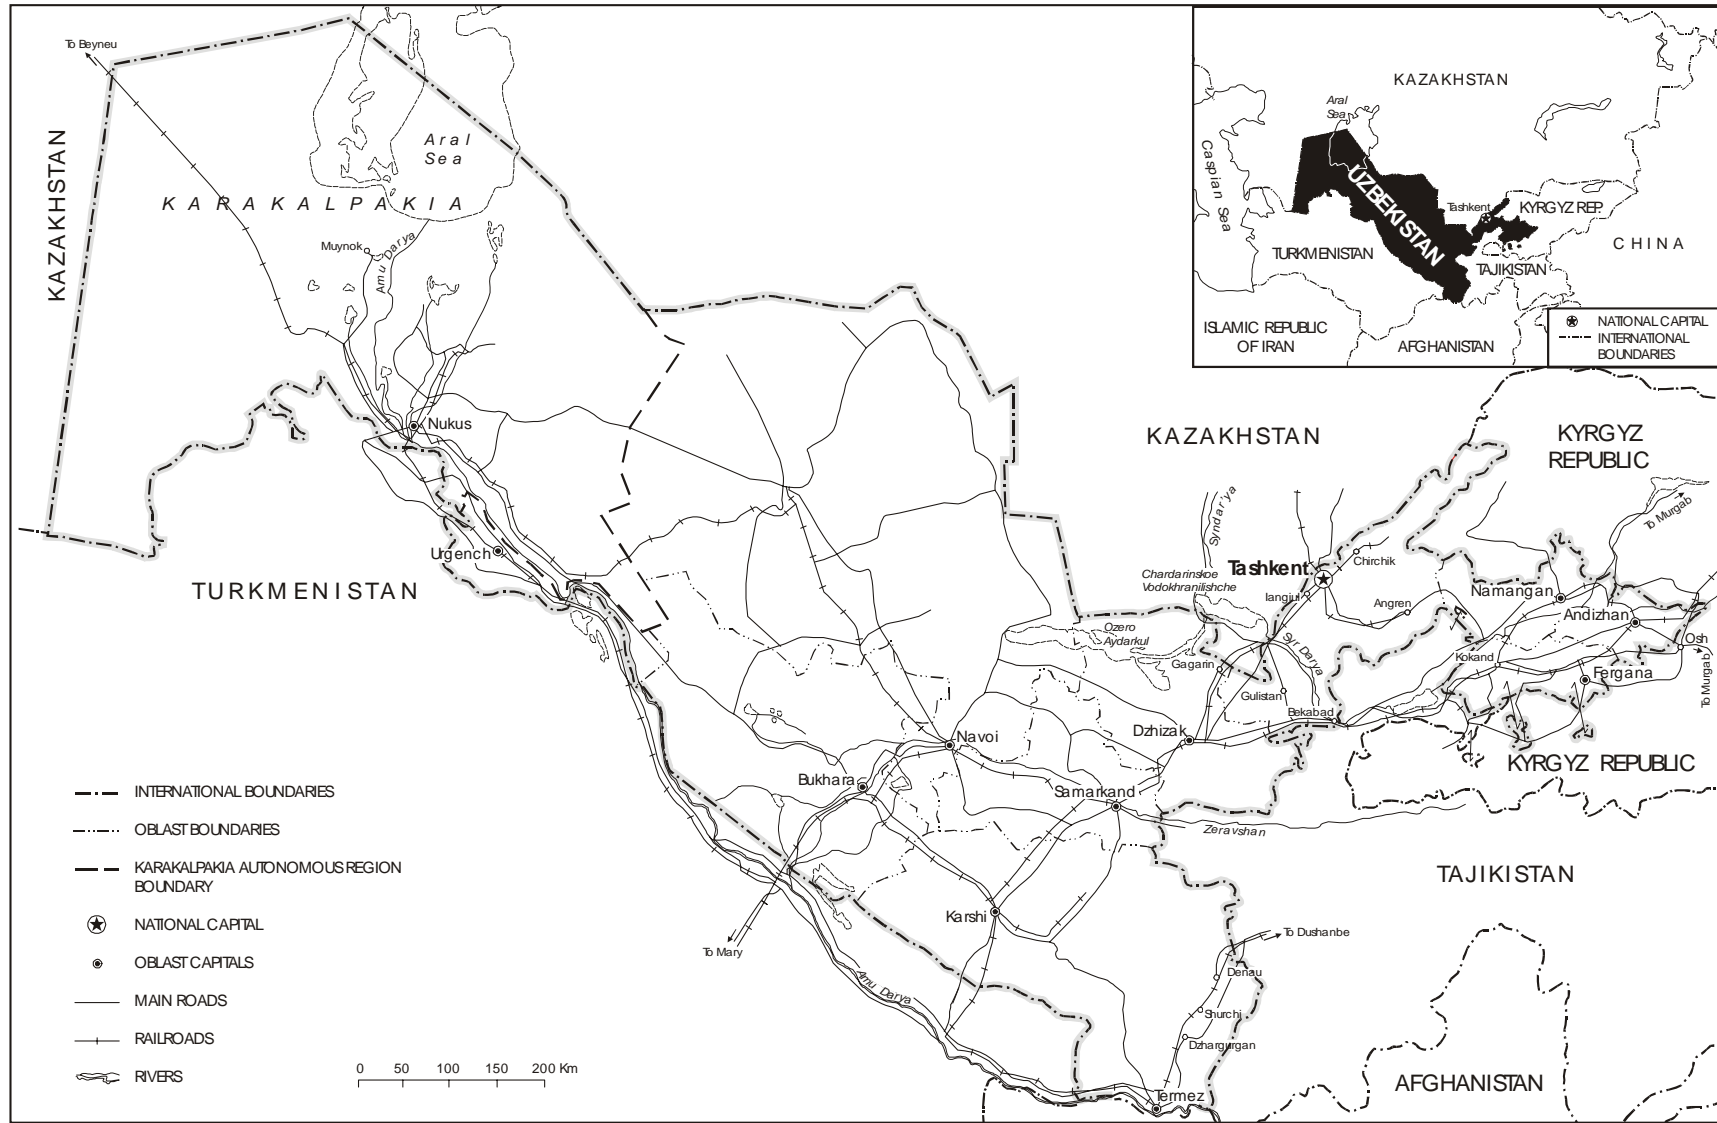 To Beyneu
KAZAKHSTAN
Aral
Sea
KARAKALPAKIA
Muynok
Amu Darya
Nukus
Urgench
TURKMENISTAN
KAZAKHSTAN
Aral
Sea
Caspian Sea
UZBEKISTAN
Tashkent
KYRGYZ REP.
CHINA
TURKMENISTAN
TAJIKISTAN
ISLAMIC REPUBLIC
OF IRAN
AFGHANISTAN
NATIONAL CAPITAL
INTERNATIONAL
BOUNDARIES
KAZAKHSTAN
KYRGYZ
REPUBLIC
Syndar'ya
To Murgab
Tashkent
Chirchik
Chardarinskoe
Vodokhranilishche
Iangiul
Angren
Namangan
Andizhan
Ozero
Aydarkul
Sir Darya
Gagarin
Kokand
Osh
Fergana
To Murgab
Gulistan
Bekabad
Navoi
Dzhizak
KYRGYZ REPUBLIC
Bukhara
Samarkand
Zeravshan
TAJIKISTAN
Karshi
To Mary
To Dushanbe
Amu Darya
Denau
Shurchi
Dzhargurgan
Termez
AFGHANISTAN
INTERNATIONAL BOUNDARIES
OBLAST BOUNDARIES
KARAKALPAKIA AUTONOMOUS REGION
BOUNDARY
NATIONAL CAPITAL
OBLAST CAPITALS
MAIN ROADS
RAILROADS
RIVERS
0 50 100 150 200 Km